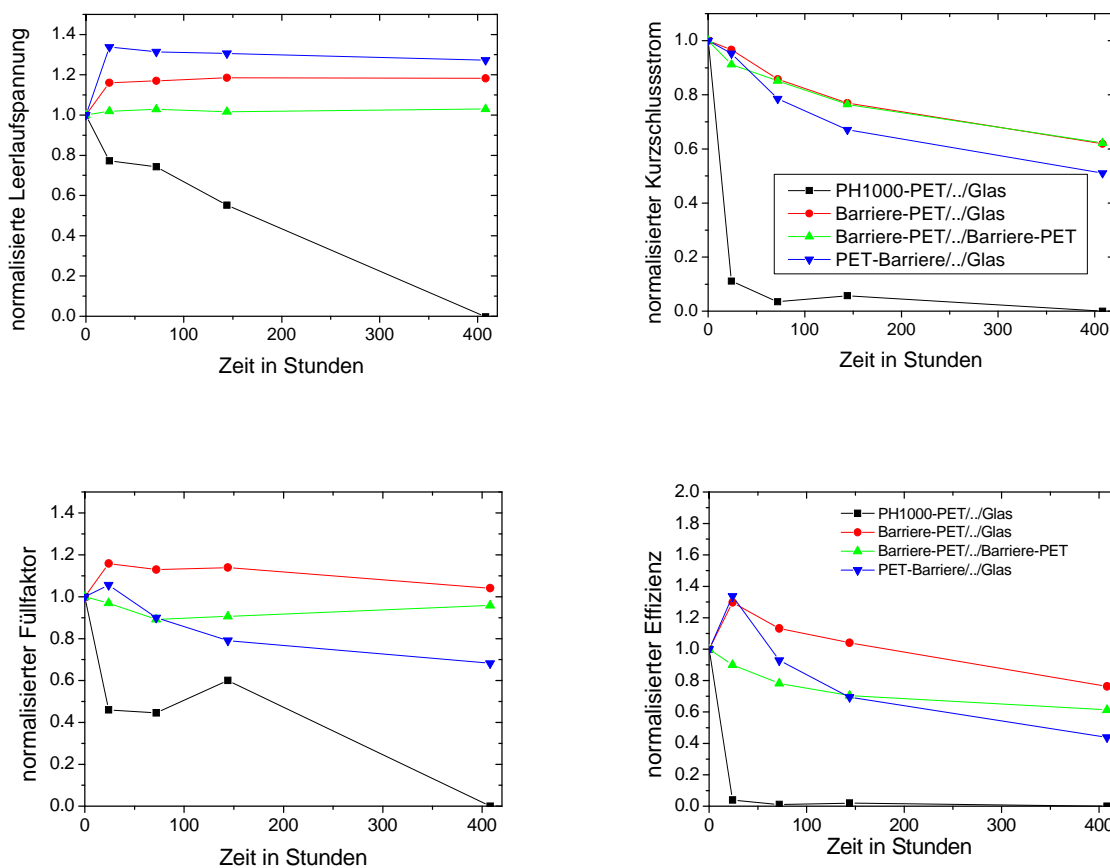 normalisierte Leerlaufspannung
1.4
1.2
1.0
0.8
0.6
0.4
0.2
0.0
0 100 200 300 400
Zeit in Stunden
normalisierter Kurzschlussstrom
1.0
0.8
0.6
0.4
0.2
0.0
PH1000-PET/../Glas
Barriere-PET/../Glas
Barriere-PET/../Barriere-PET
PET-Barriere/../Glas
0 100 200 300 400
Zeit in Stunden
normalisierter Füllfaktor
1.4
1.2
1.0
0.8
0.6
0.4
0.2
0.0
0 100 200 300 400
Zeit in Stunden
normalisierter Effizienz
2.0
1.8
1.6
1.4
1.2
1.0
0.8
0.6
0.4
0.2
0.0
PH1000-PET/../Glas
Barriere-PET/../Glas
Barriere-PET/../Barriere-PET
PET-Barriere/../Glas
0 100 200 300 400
Zeit in Stunden